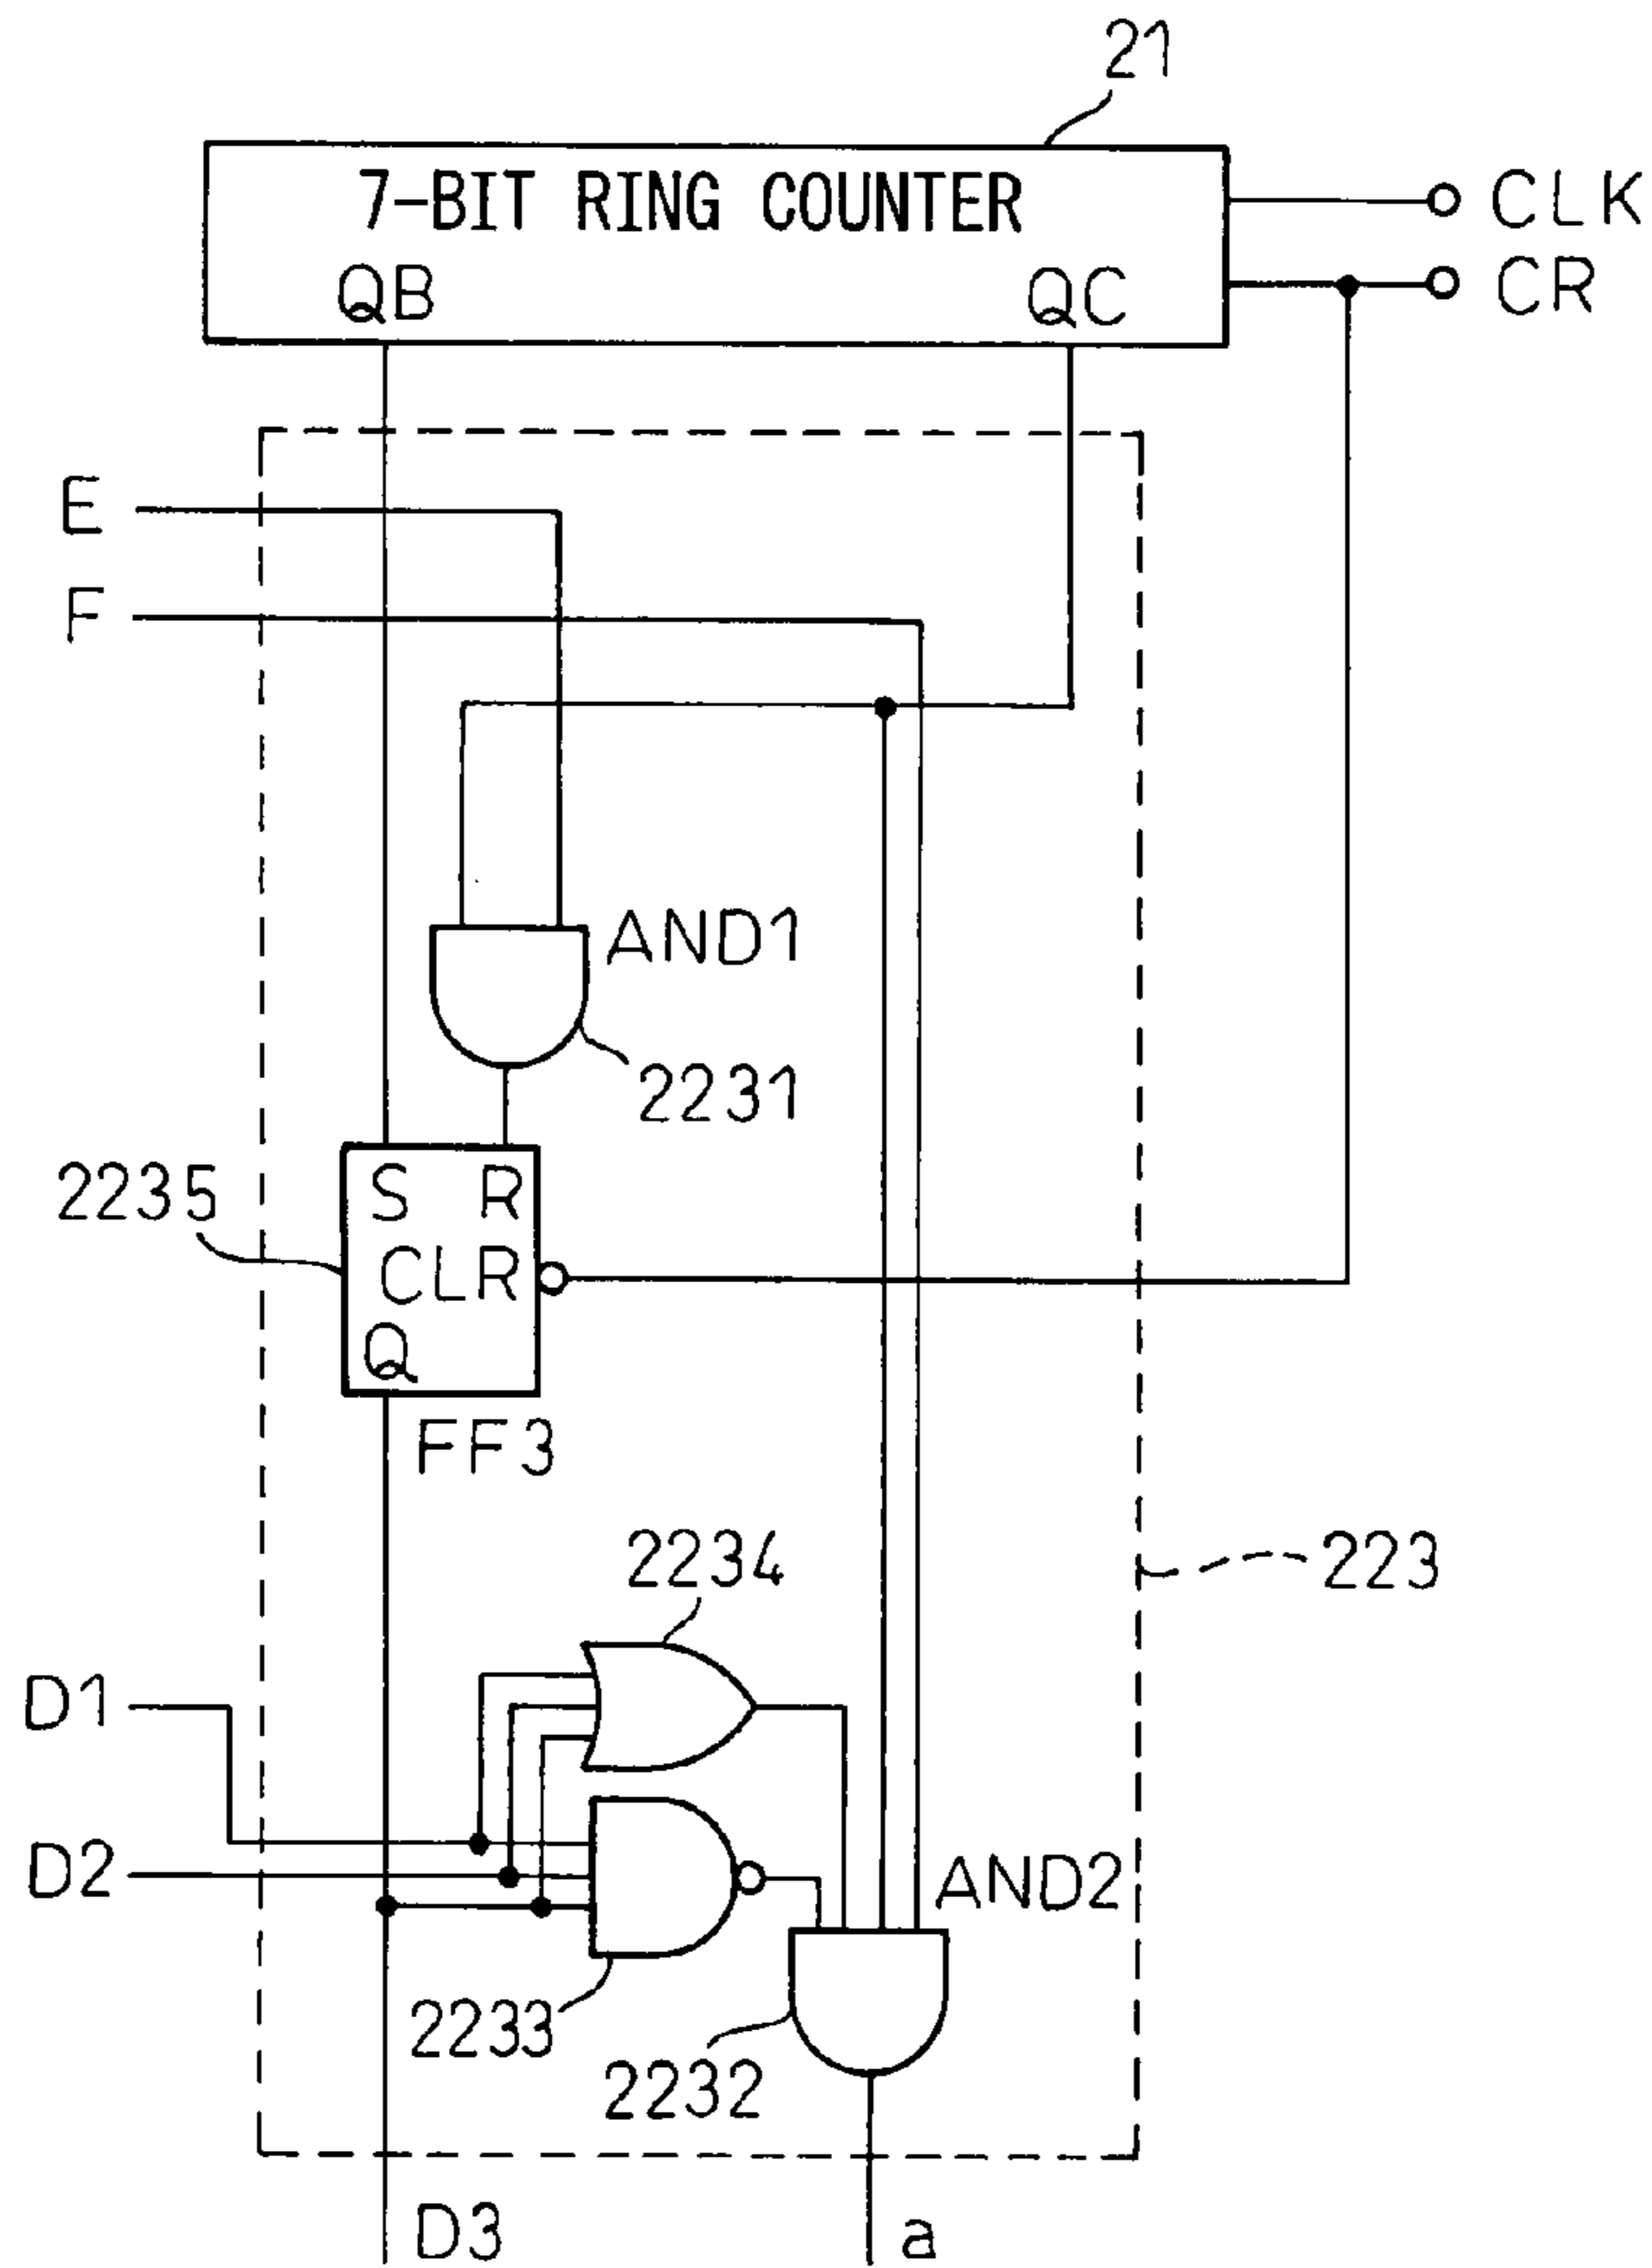 21
7-BIT RING COUNTER
QB QC
CLK
CR
E
F
AND1
2231
2235
S R
CLR
Q
FF3
2234
223
D1
D2
AND2
2233
2232
D3 a